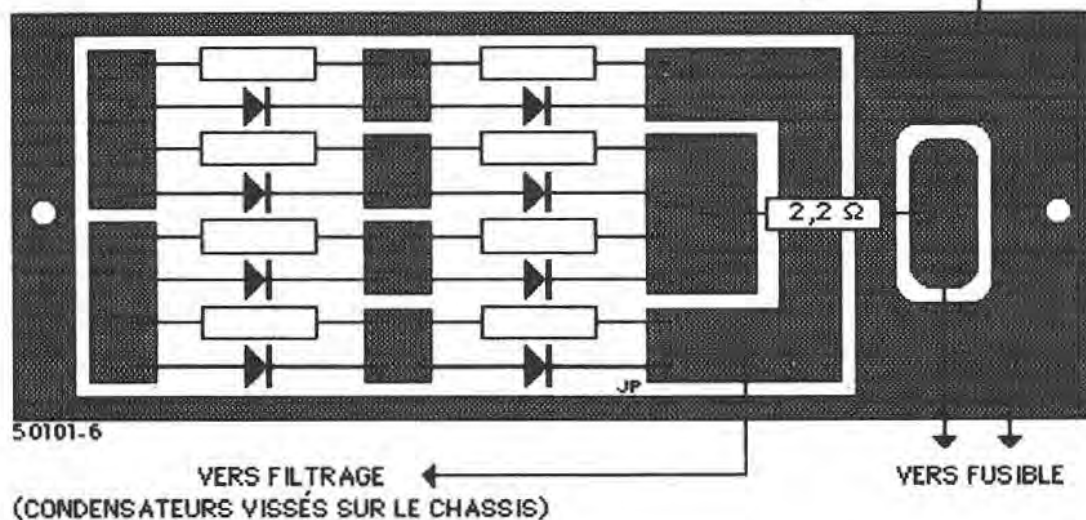 2,2 Ω
JP
50101-6
VERS FILTRAGE
(CONDENSATEURS VISSÉS SUR LE CHASSIS)
VERS FUSIBLE